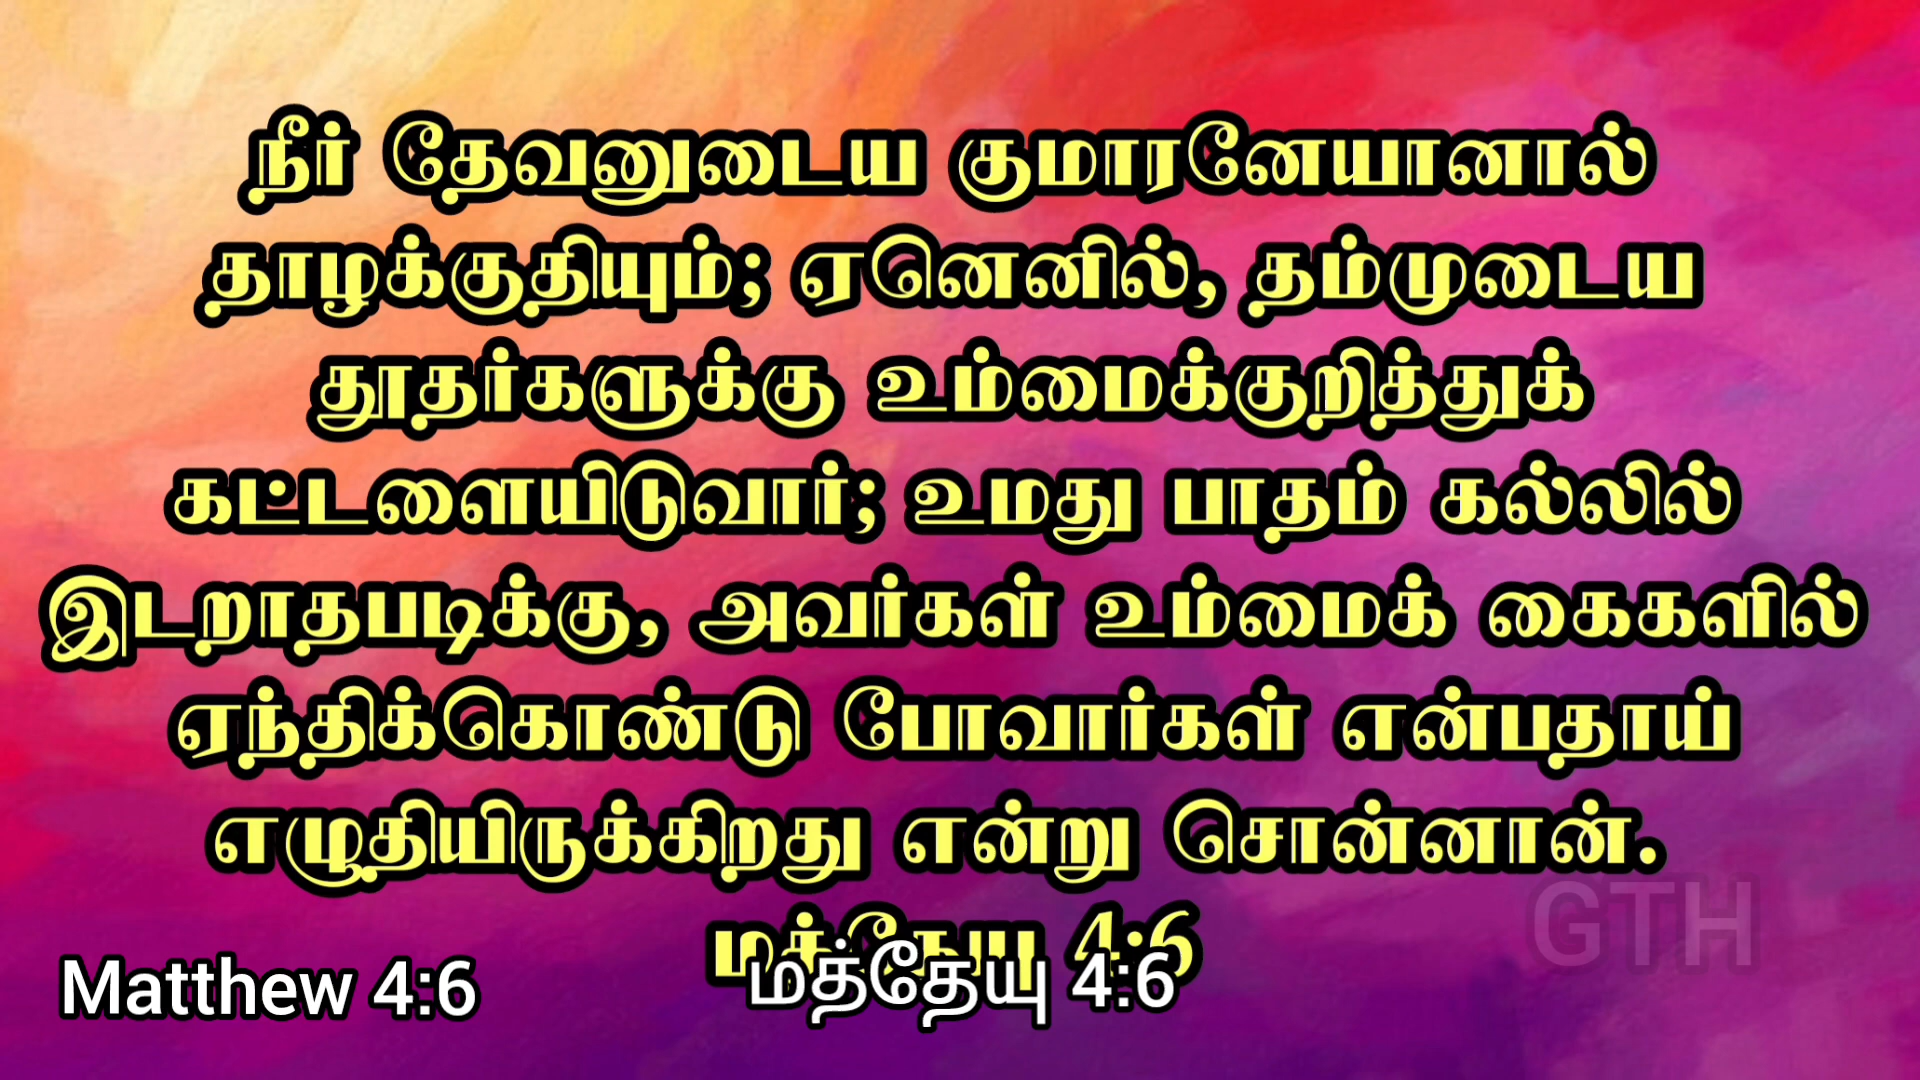 நீர் தேவனுடைய குமாரனேயானால்
தாழக்குதியும்; ஏனெனில், தம்முடைய
தூதர்களுக்கு உம்மைக்குறித்துக்
கட்டளையிடுவார்; உமது பாதம் கல்லில்
இடறாதபடிக்கு, அவர்கள் உம்மைக் கைகளில்
ஏந்திக்கொண்டு போவார்கள் என்பதாய்
எழுதியிருக்கிறது என்று சொன்னான்.
மத்தேயு 4:6
GTH
Matthew 4:6 மத்தேயு 4:6